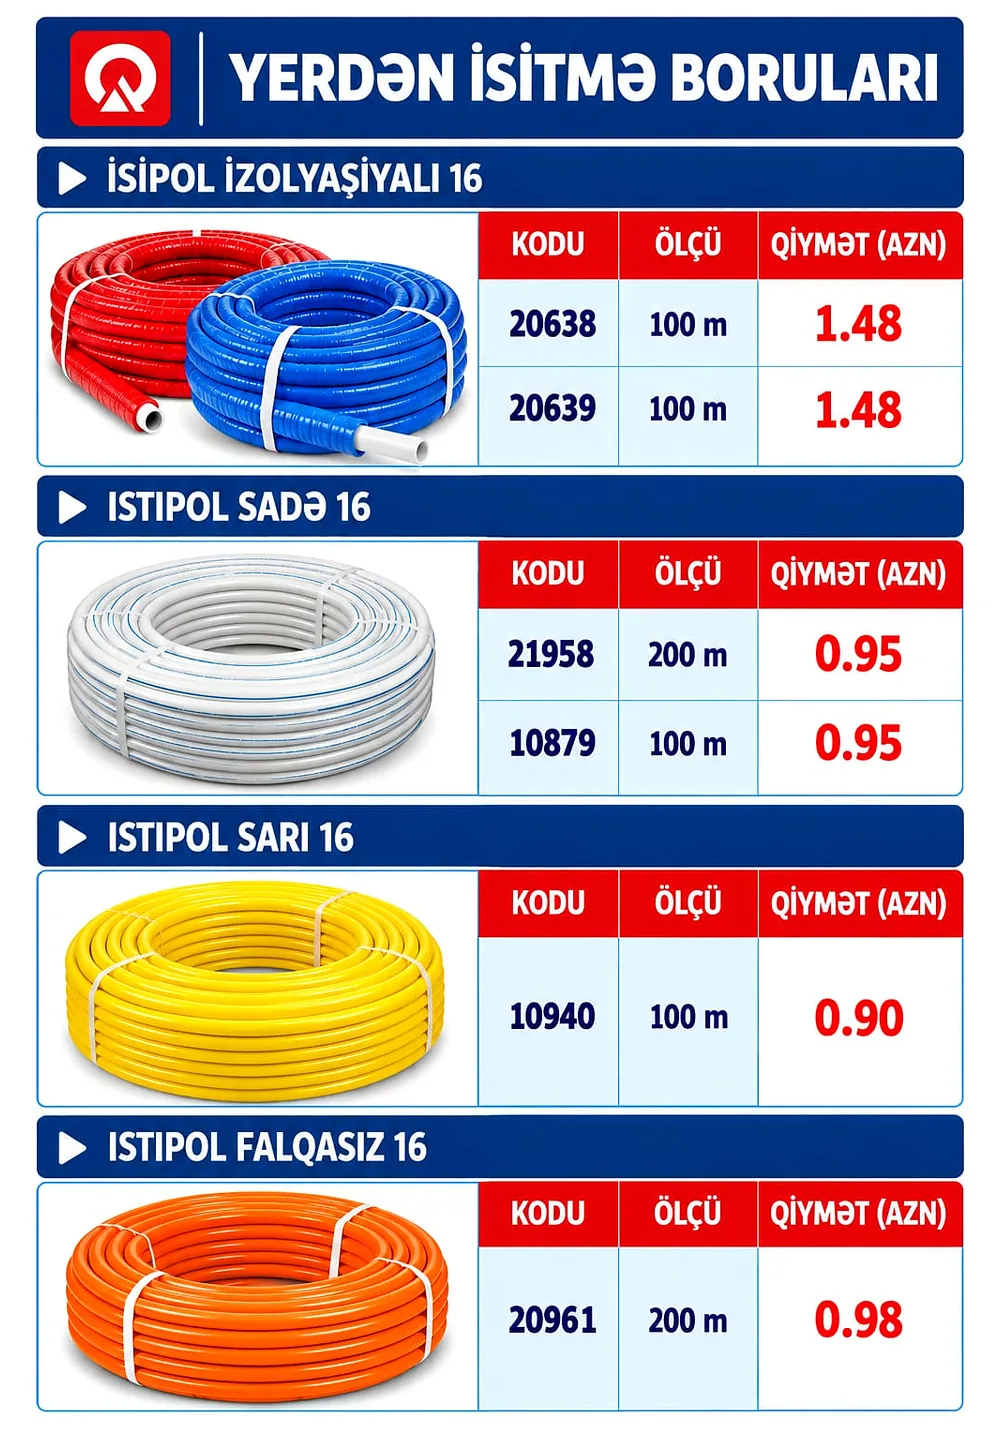 YERDƏN İSİTMƏ BORULARI
İSİPOL İZOLYAŞİYALI 16
KODU ÖLÇÜ QİYMƏT (AZN)
20638 100 m 1.48
20639 100 m 1.48
ISTIPOL SADƏ 16
KODU ÖLÇÜ QİYMƏT (AZN)
21958 200 m 0.95
10879 100 m 0.95
ISTIPOL SARI 16
KODU ÖLÇÜ QİYMƏT (AZN)
10940 100 m 0.90
ISTIPOL FALQASIZ 16
KODU ÖLÇÜ QİYMƏT (AZN)
20961 200 m 0.98